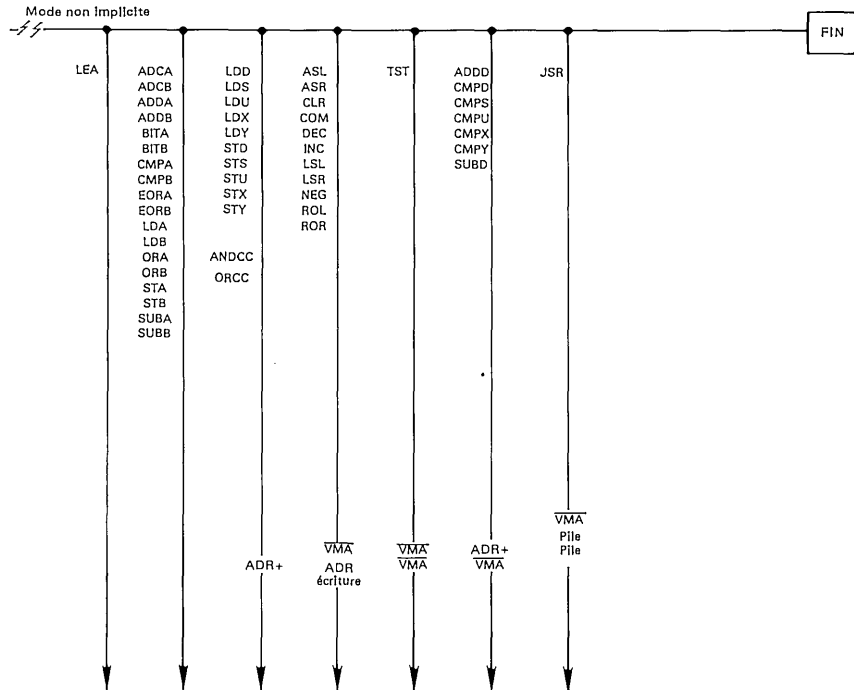 Mode non implicite
FIN
LEA
ADCA
ADCB
ADDA
ADDB
BITA
BITB
CMPA
CMPB
EORA
EORB
LDA
LDB
ORA
ORB
STA
STB
SUBA
SUBB
LDD
LDS
LDU
LDX
LDY
STD
STS
STU
STX
STY
ANDCC
ORCC
ADR+
ASL
ASR
CLR
COM
DEC
INC
LSL
LSR
NEG
ROL
ROR
VMA
ADR
écriture
TST
VMA
VMA
ADDD
CMPD
CMPS
CMPU
CMPX
CMPY
SUBD
ADR+
VMA
JSR
VMA
Pile
Pile